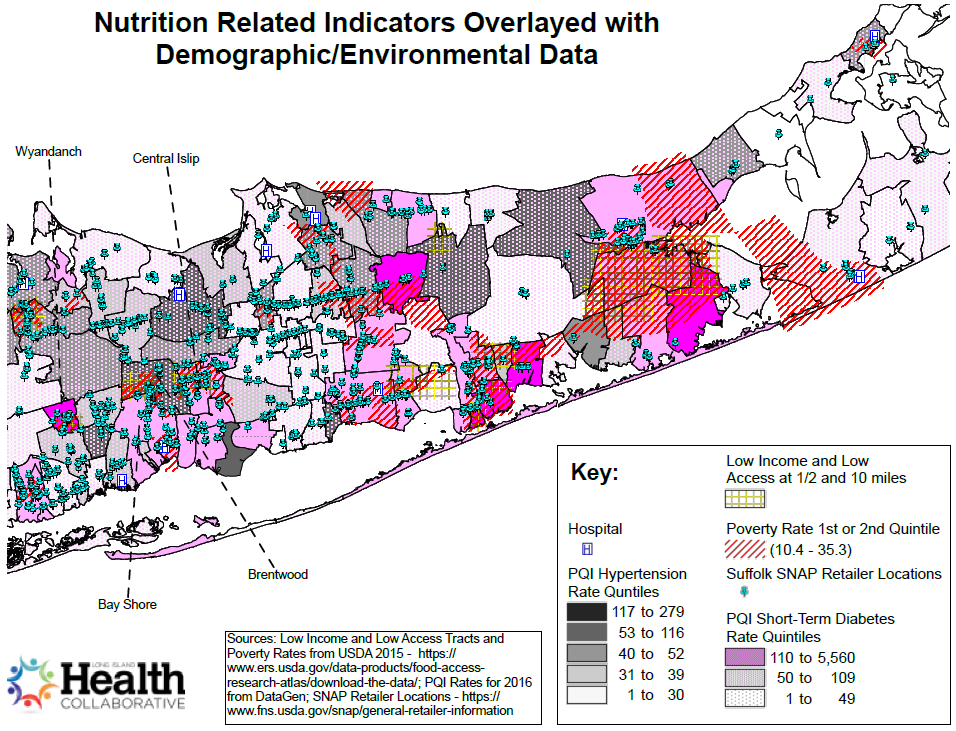 Nutrition Related Indicators Overlayed with
Demographic/Environmental Data
Wyandanch
Central Islip
Brentwood
Bay Shore
Key:
Low Income and Low
Access at 1/2 and 10 miles
Hospital
H
Poverty Rate 1st or 2nd Quintile
(10.4 - 35.3)
Suffolk SNAP Retailer Locations
PQI Hypertension
Rate Quntiles
117 to 279
53 to 116
40 to 52
31 to 39
1 to 30
PQI Short-Term Diabetes
Rate Quintiles
110 to 5,560
50 to 109
1 to 49
LONG ISLAND
Health
COLLABORATIVE
Sources: Low Income and Low Access Tracts and
Poverty Rates from USDA 2015 - https://
www.ers.usda.gov/data-products/food-access-
research-atlas/download-the-data/; PQI Rates for 2016
from DataGen; SNAP Retailer Locations - https://
www.fns.usda.gov/snap/general-retailer-information